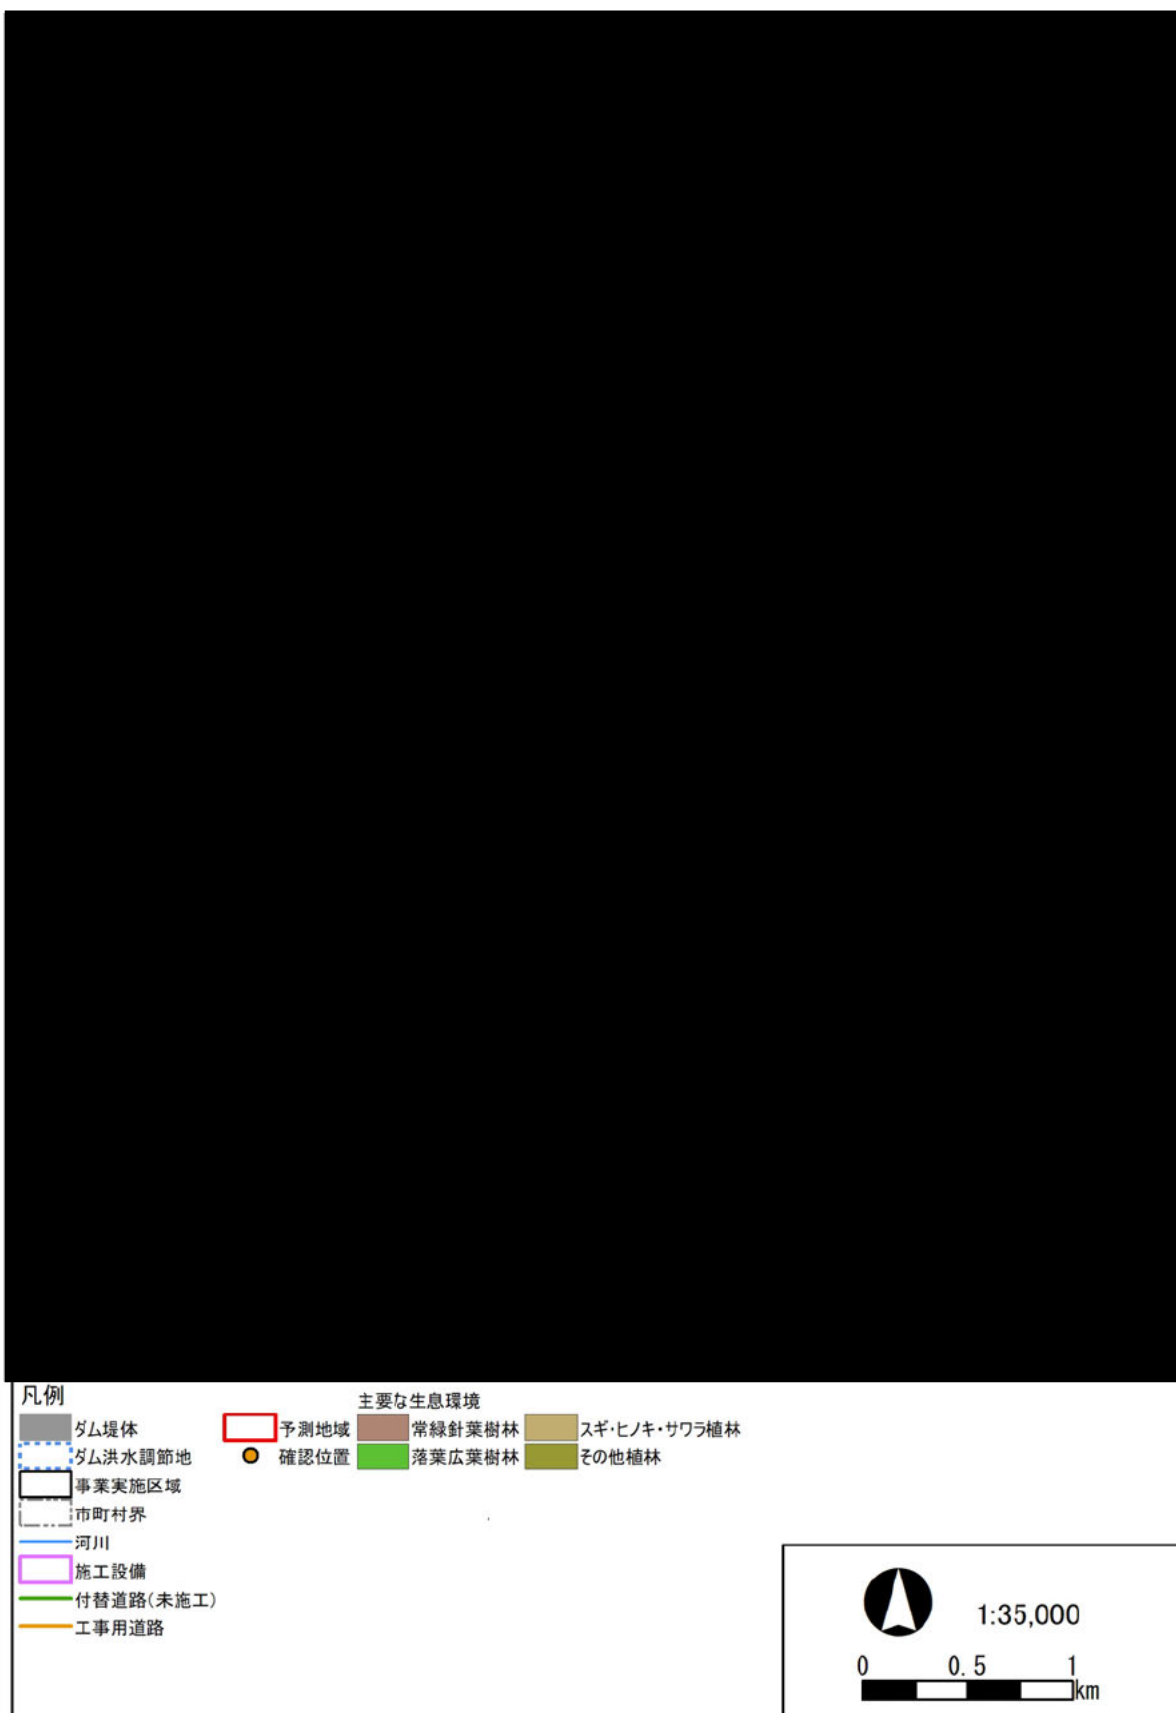 凡例
ダム堤体
ダム洪水調節地
事業実施区域
市町村界
河川
施工設備
付替道路(未施工)
工事用道路
予測地域
確認位置
主要な生息環境
常緑針葉樹林
落葉広葉樹林
スギ・ヒノキ・サワラ植林
その他植林
1:35,000
0 0.5 1
km